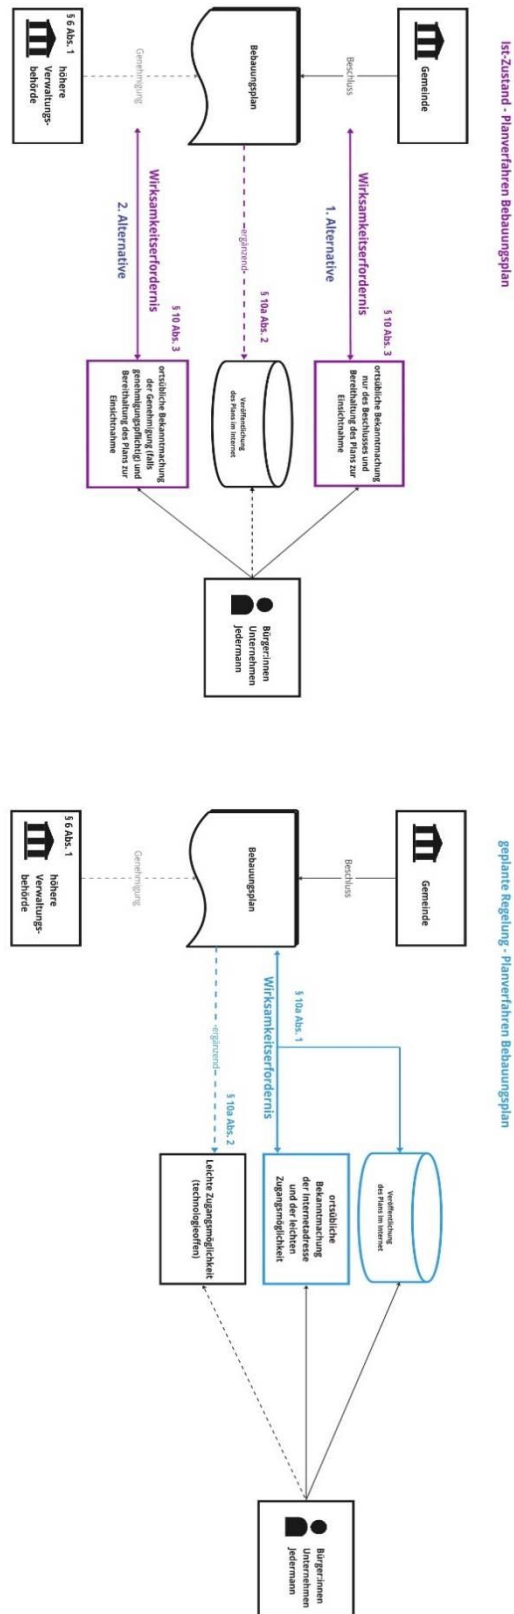 Ist-Zustand - Planverfahren Bebauungsplan
Gemeinde
Beschluss
Bebauungsplan
Genehmigung
§ 6 Abs. 1
höhere
Verwaltungs-
behörde
Wirksamkeitserfordernis
1. Alternative
§ 10 Abs. 3
ortsübliche Bekanntmachung
nur des Beschlusses und
Bereithaltung des Plans zur
Einsichtnahme
ergänzend
§ 10a Abs. 2
Veröffentlichung
des Plans im Internet
Wirksamkeitserfordernis
2. Alternative
§ 10 Abs. 3
ortsübliche Bekanntmachung
der Genehmigung (falls
genehmigungspflichtig) und
Bereithaltung des Plans zur
Einsichtnahme
Bürger:innen
Unternehmen
Jedermann
geplante Regelung - Planverfahren Bebauungsplan
Gemeinde
Beschluss
Bebauungsplan
Genehmigung
§ 6 Abs. 1
höhere
Verwaltungs-
behörde
§ 10a Abs. 1
Wirksamkeitserfordernis
Veröffentlichung
des Plans im Internet
ortsübliche
Bekanntmachung
der Internetadresse
und der leichten
Zugangsmöglichkeit
ergänzend
§ 10a Abs. 2
Leichte Zugangsmöglichkeit
(technologieoffen)
Bürger:innen
Unternehmen
Jedermann